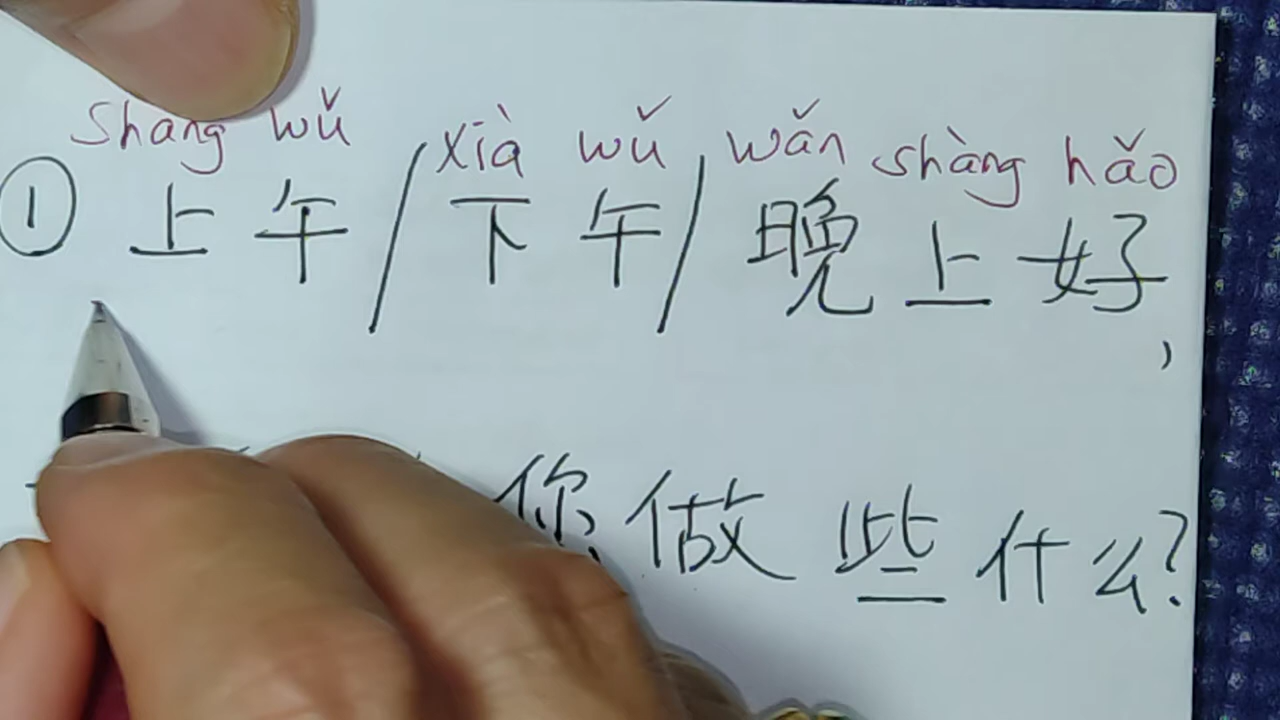 shang wǔ xià wǔ wǎn shàng hǎo
① 上午/下午/晚上好,
你做些什么?